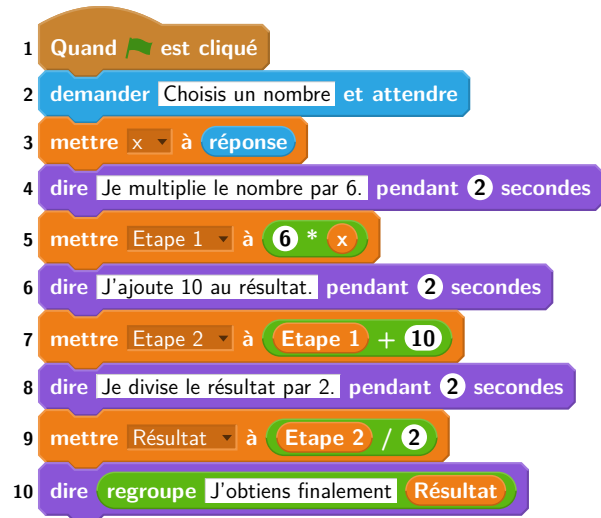 1 Quand est cliqué
2 demander Choisis un nombre et attendre
3 mettre x à réponse
4 dire Je multiplie le nombre par 6. pendant 2 secondes
5 mettre Etape 1 à 6 * x
6 dire J'ajoute 10 au résultat. pendant 2 secondes
7 mettre Etape 2 à Etape 1 + 10
8 dire Je divise le résultat par 2. pendant 2 secondes
9 mettre Résultat à Etape 2 / 2
10 dire regroupe J'obtiens finalement Résultat